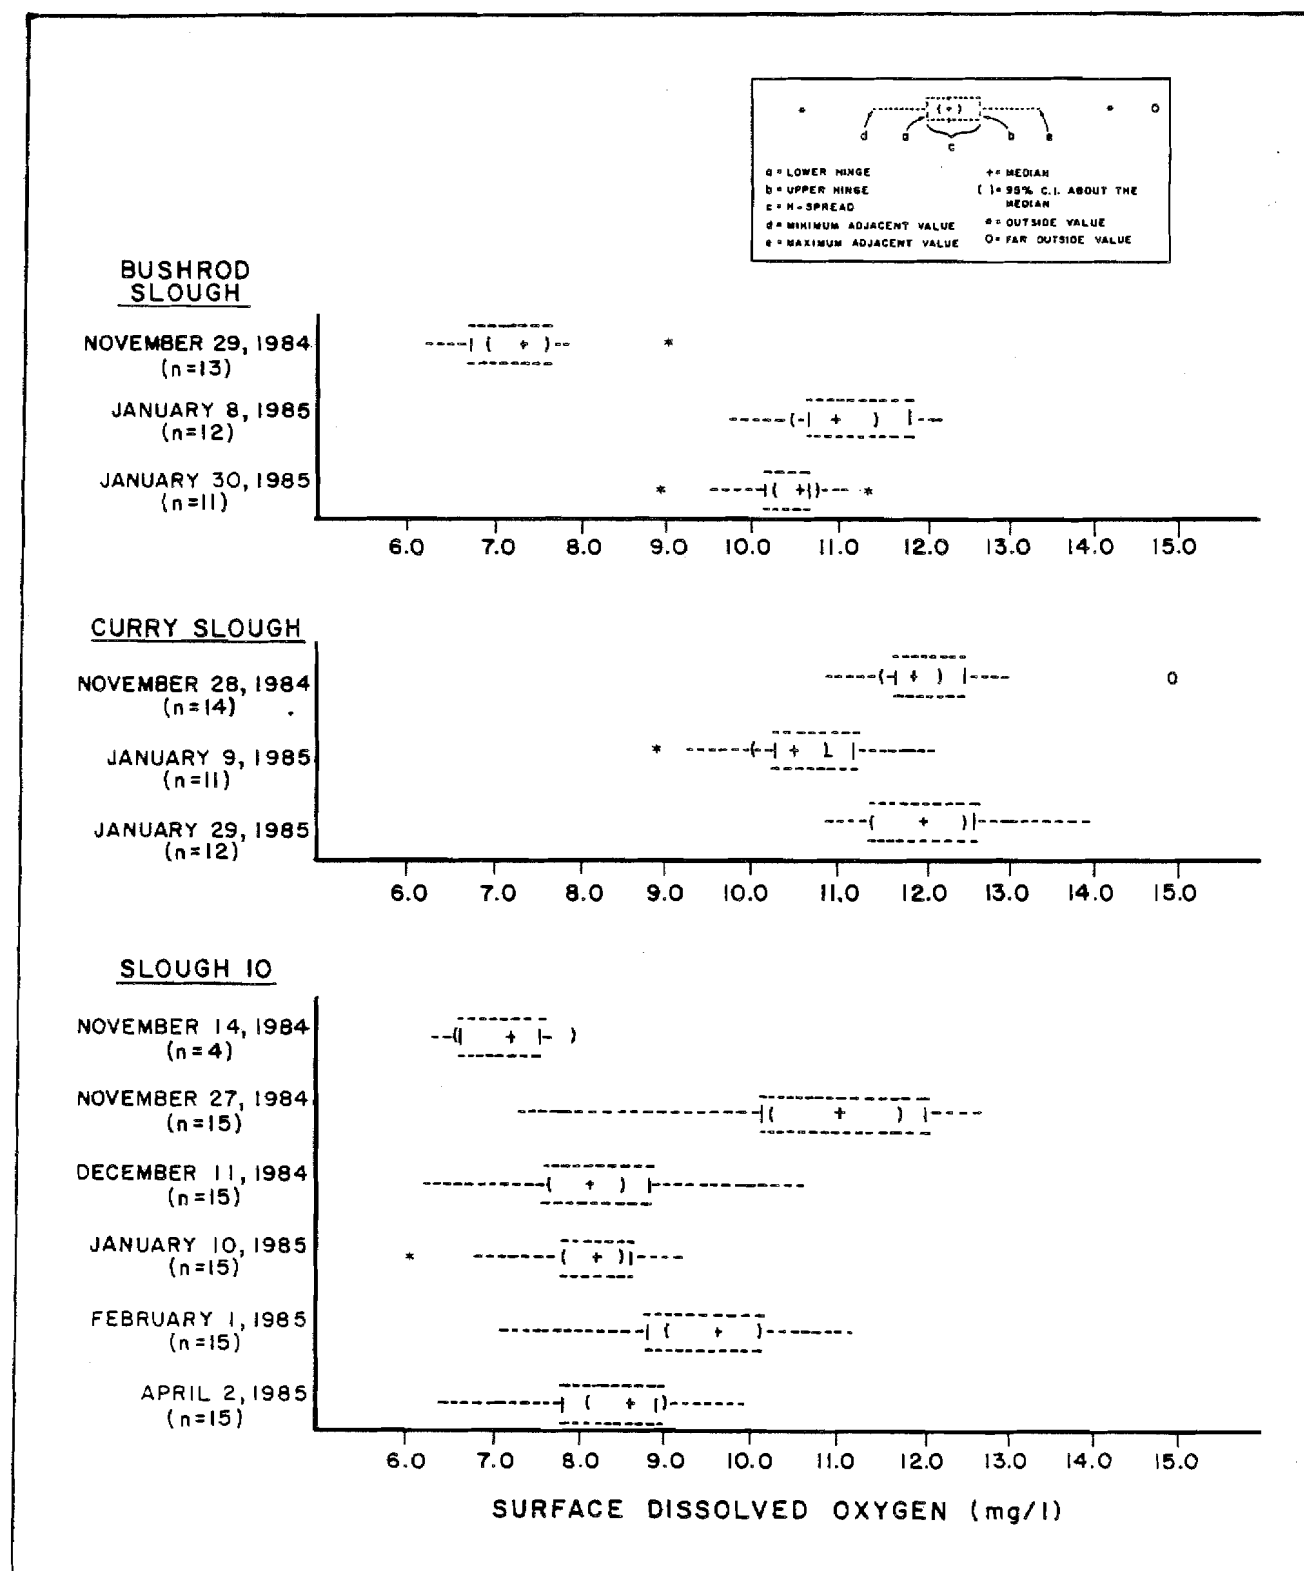 * ( + ) * O
d a c b e
a = LOWER HINGE
b = UPPER HINGE
c = H-SPREAD
d = MINIMUM ADJACENT VALUE
e = MAXIMUM ADJACENT VALUE
+ = MEDIAN
( ) = 95% C.I. ABOUT THE
MEDIAN
* = OUTSIDE VALUE
O = FAR OUTSIDE VALUE
BUSHROD
SLOUGH
NOVEMBER 29, 1984
(n=13)
JANUARY 8, 1985
(n=12)
JANUARY 30, 1985
(n=11)
6.0 7.0 8.0 9.0 10.0 11.0 12.0 13.0 14.0 15.0
CURRY SLOUGH
NOVEMBER 28, 1984
(n=14)
JANUARY 9, 1985
(n=11)
JANUARY 29, 1985
(n=12)
6.0 7.0 8.0 9.0 10.0 11.0 12.0 13.0 14.0 15.0
SLOUGH 10
NOVEMBER 14, 1984
(n=4)
NOVEMBER 27, 1984
(n=15)
DECEMBER 11, 1984
(n=15)
JANUARY 10, 1985
(n=15)
FEBRUARY 1, 1985
(n=15)
APRIL 2, 1985
(n=15)
6.0 7.0 8.0 9.0 10.0 11.0 12.0 13.0 14.0 15.0
SURFACE DISSOLVED OXYGEN (mg/l)